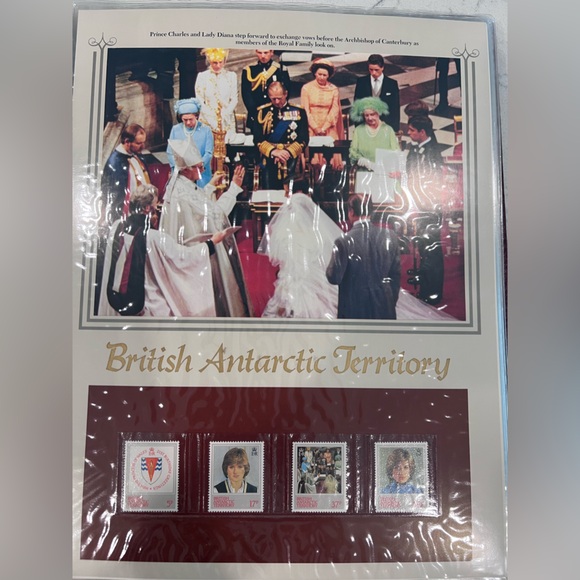 Prince Charles and Lady Diana step forward to exchange vows before the Archbishop of Canterbury as
members of the Royal Family look on.
British Antarctic Territory